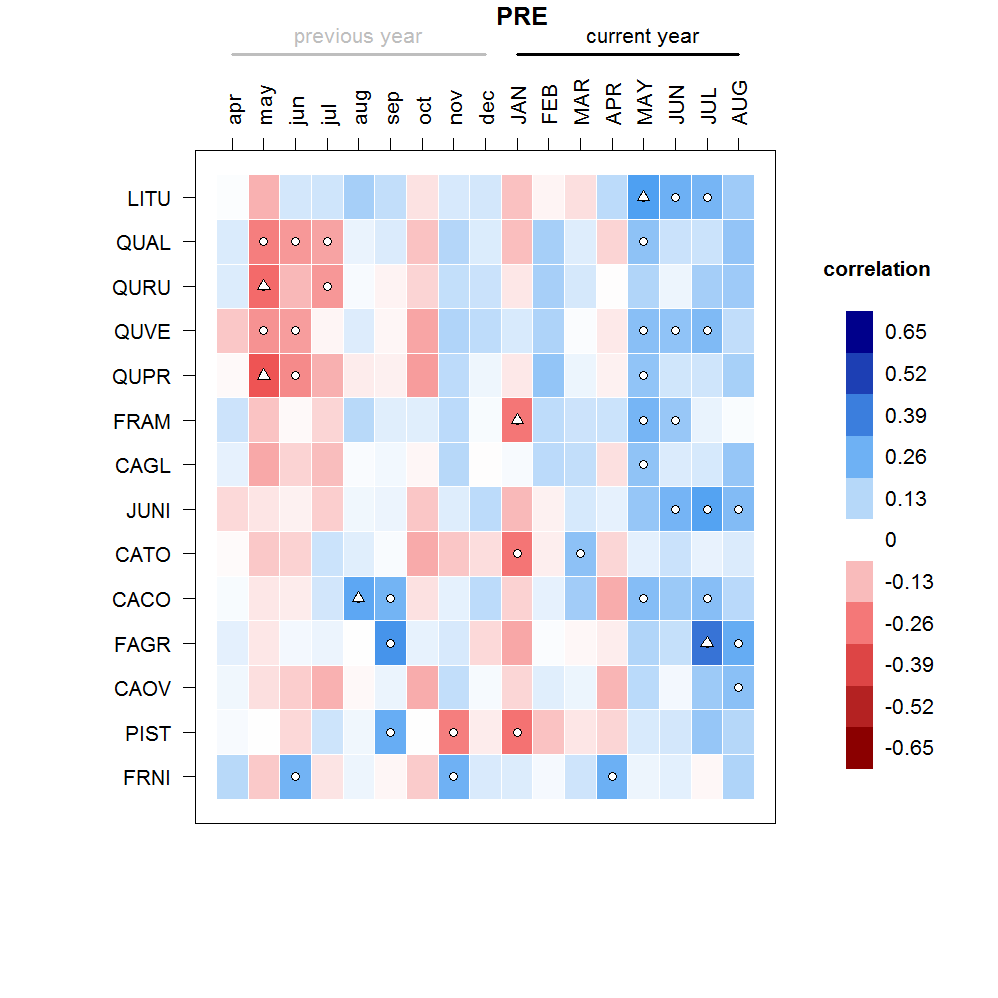 PRE
previous year current year
apr may jun jul aug sep oct nov dec JAN FEB MAR APR MAY JUN JUL AUG
LITU
QUAL
QURU
QUVE
QUPR
FRAM
CAGL
JUNI
CATO
CACO
FAGR
CAOV
PIST
FRNI
correlation
0.65
0.52
0.39
0.26
0.13
0
-0.13
-0.26
-0.39
-0.52
-0.65